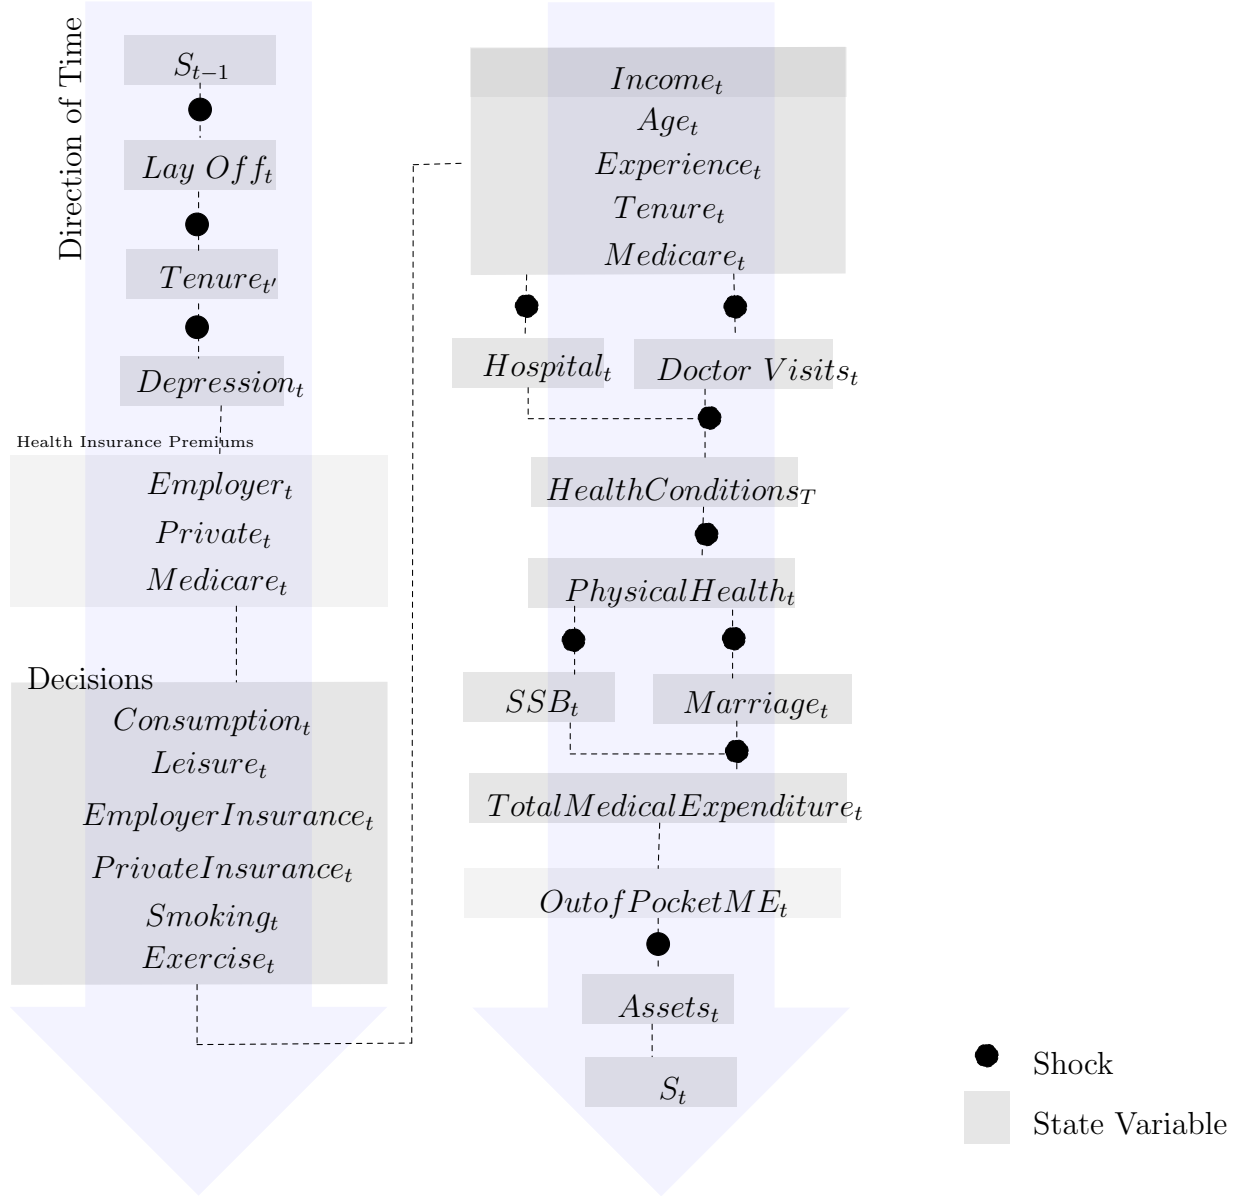 Direction of Time
S_{t−1}
Lay Off_t
Tenure_{t′}
Depression_t
Health Insurance Premiums
Employer_t
Private_t
Medicare_t
Decisions
Consumption_t
Leisure_t
EmployerInsurance_t
PrivateInsurance_t
Smoking_t
Exercise_t
Income_t
Age_t
Experience_t
Tenure_t
Medicare_t
Hospital_t
Doctor Visits_t
HealthConditions_T
PhysicalHealth_t
SSB_t
Marriage_t
TotalMedicalExpenditure_t
OutofPocketME_t
Assets_t
S_t
Shock
State Variable